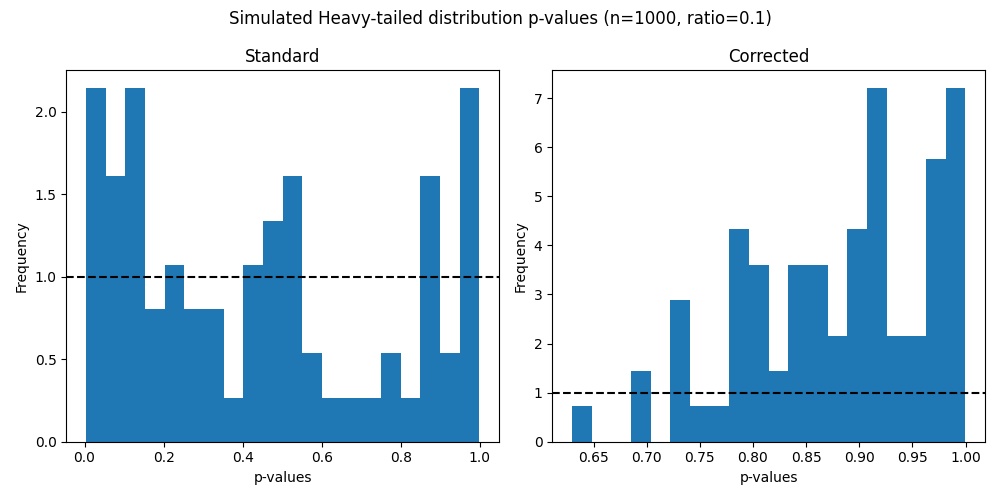 Simulated Heavy-tailed distribution p-values (n=1000, ratio=0.1)
Standard
Frequency
2.0
1.5
1.0
0.5
0.0
0.0 0.2 0.4 0.6 0.8 1.0
p-values
Corrected
Frequency
7
6
5
4
3
2
1
0
0.65 0.70 0.75 0.80 0.85 0.90 0.95 1.00
p-values